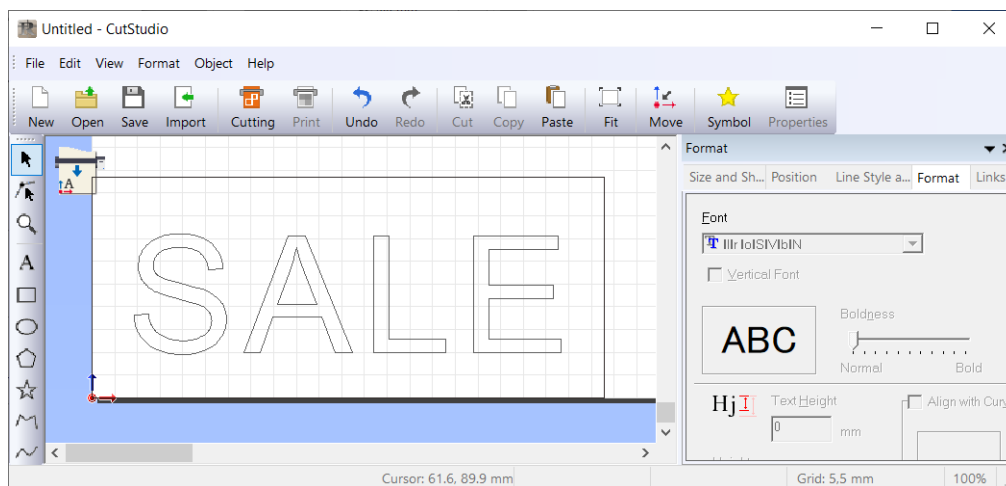 Untitled - CutStudio
File Edit View Format Object Help
New Open Save Import Cutting Print Undo Redo Cut Copy Paste Fit Move Symbol Properties
Format
Size and Sh... Position Line Style a... Format Links
A
SALE
A
Font
Vertical Font
ABC
Boldness
Normal Bold
Hj
Text Height
0 mm
Align with Curv
Cursor: 61.6, 89.9 mm
Grid: 5,5 mm
100%